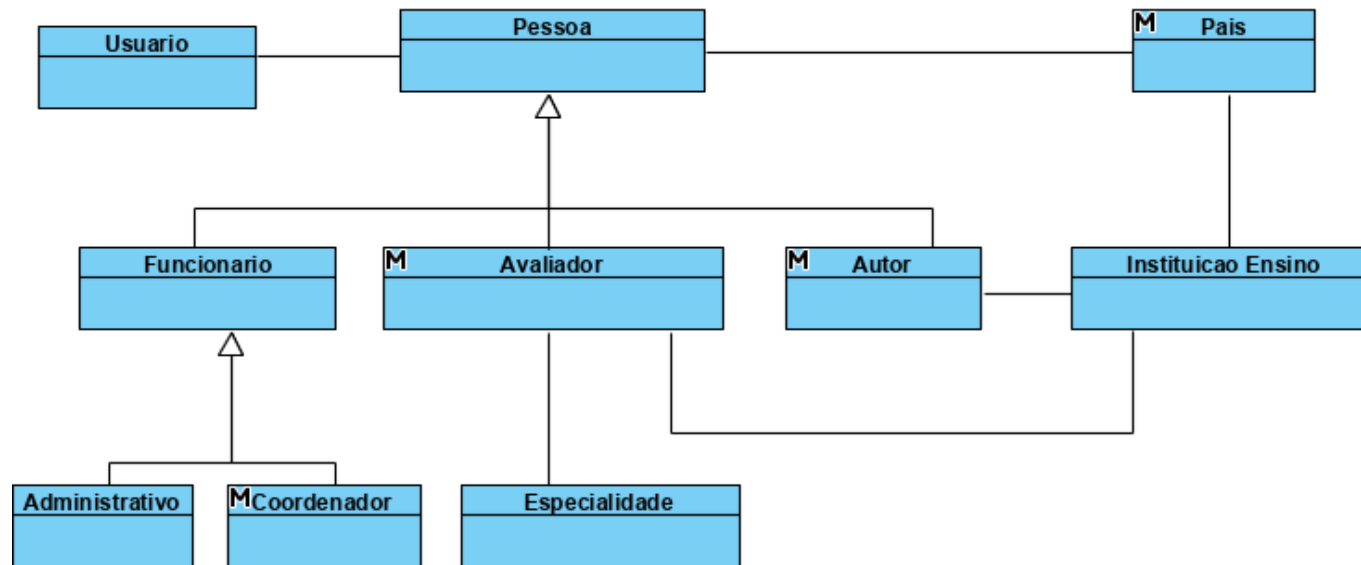 Usuario
Pessoa
M Pais
Funcionario
M Avaliador
M Autor
Instituicao Ensino
Administrativo
M Coordenador
Especialidade